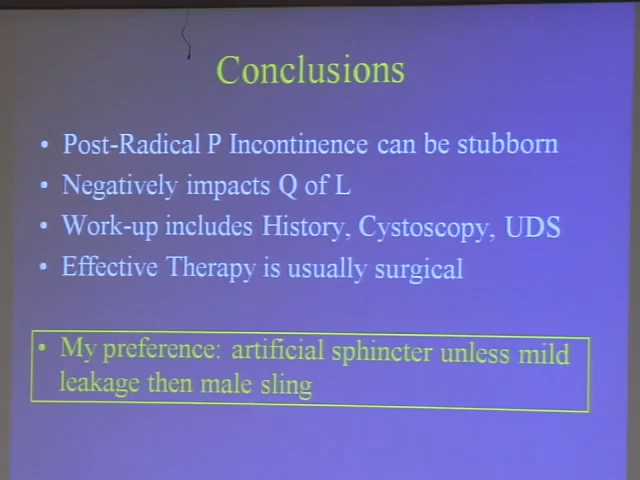 Conclusions
• Post-Radical P Incontinence can be stubborn
• Negatively impacts Q of L
• Work-up includes History, Cystoscopy, UDS
• Effective Therapy is usually surgical
• My preference: artificial sphincter unless mild
leakage then male sling